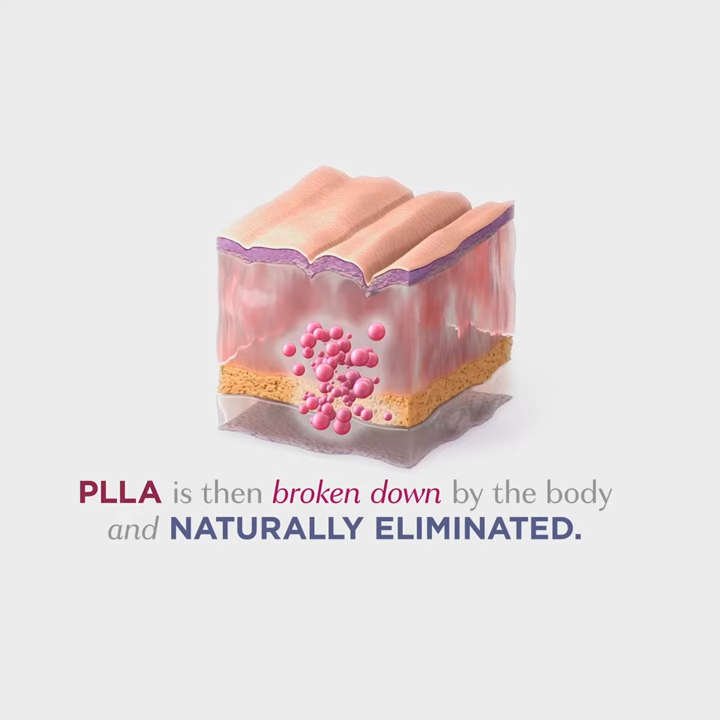 PLLA is then broken down by the body
and NATURALLY ELIMINATED.